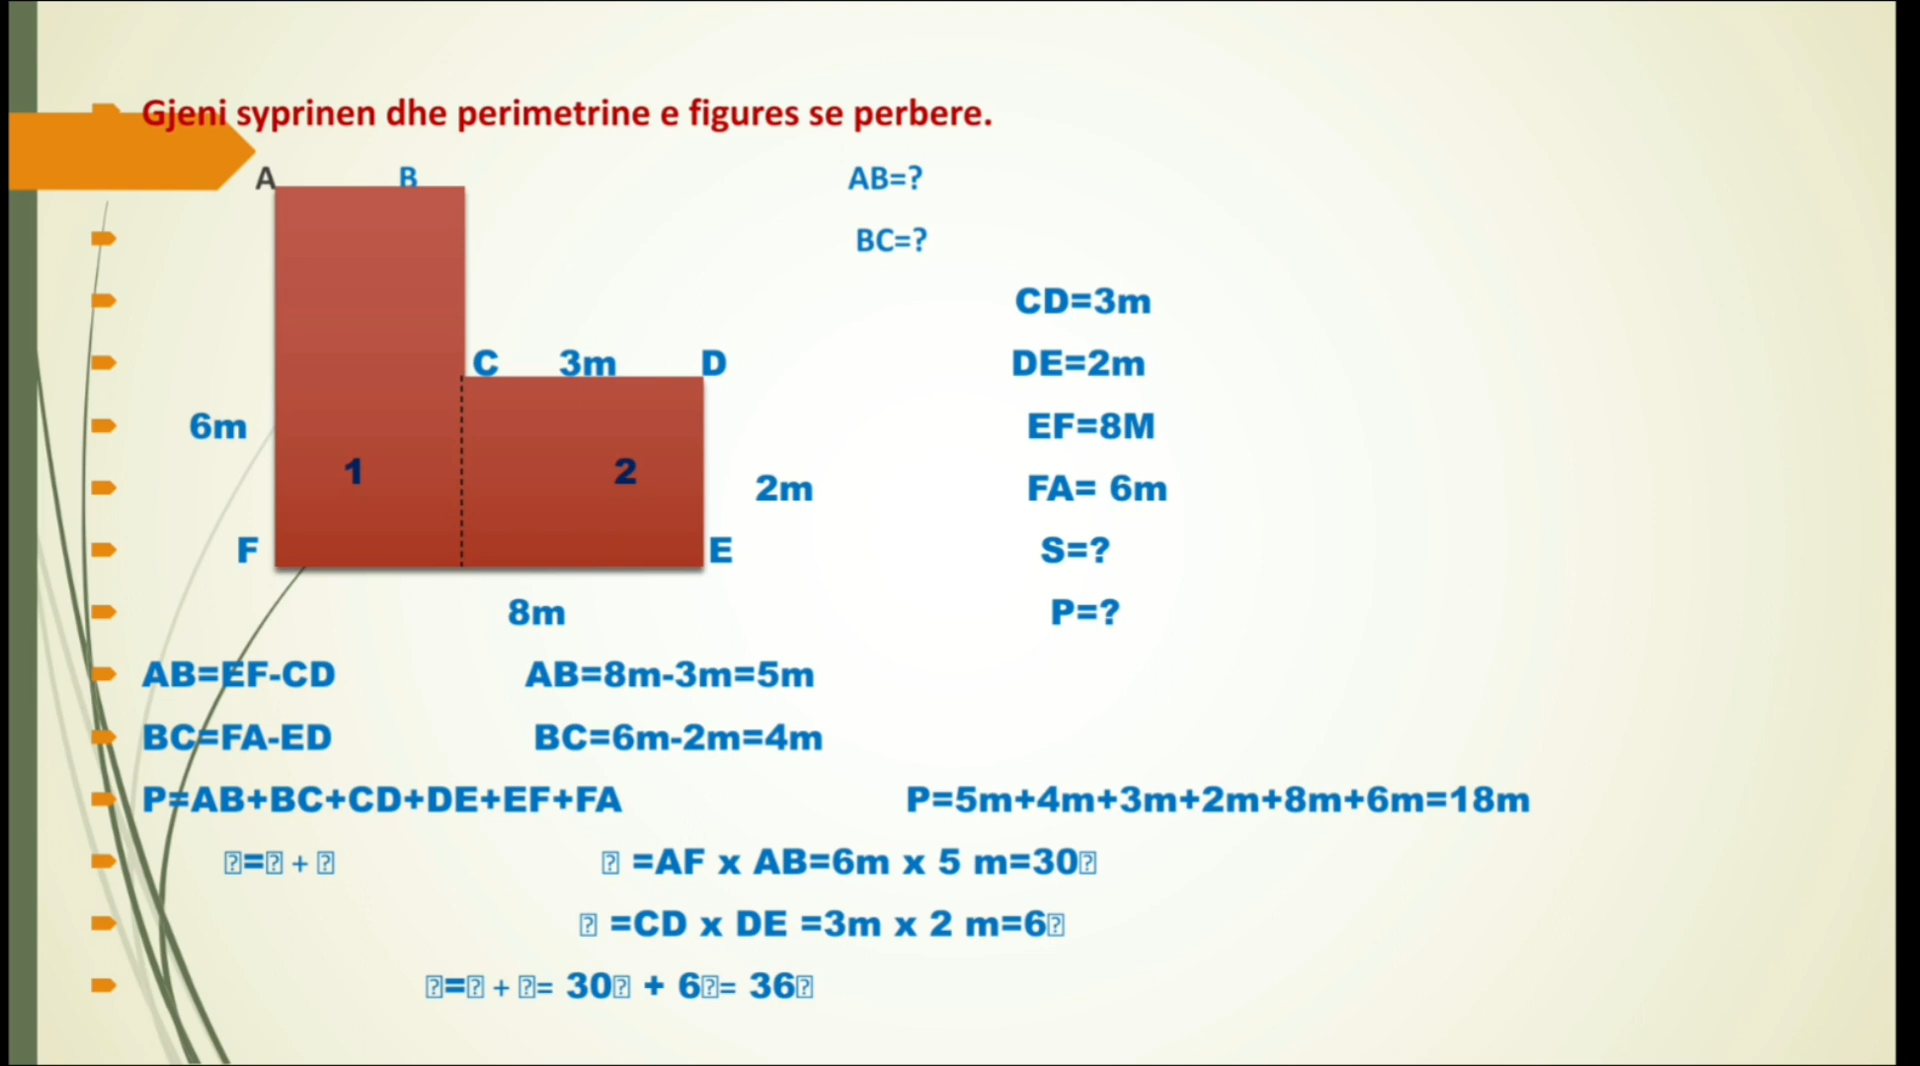 Gjeni syprinen dhe perimetrine e figures se perbere.
A B AB=?
BC=?
CD=3m
C 3m D DE=2m
6m EF=8M
1 2
2m FA= 6m
F E S=?
8m P=?
AB=EF-CD AB=8m-3m=5m
BC=FA-ED BC=6m-2m=4m
P=AB+BC+CD+DE+EF+FA P=5m+4m+3m+2m+8m+6m=18m
⍰=⍰ + ⍰ ⍰ =AF x AB=6m x 5 m=30⍰
⍰ =CD x DE =3m x 2 m=6⍰
⍰=⍰ + ⍰= 30⍰ + 6⍰= 36⍰